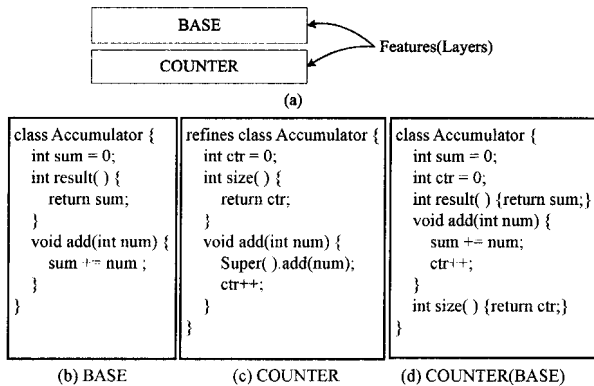 BASE
COUNTER
Features(Layers)
(a)
class Accumulator {
int sum = 0;
int result( ) {
return sum;
}
void add(int num) {
sum += num ;
}
}
(b) BASE
refines class Accumulator {
int ctr = 0;
int size( ) {
return ctr;
}
void add(int num) {
Super( ).add(num);
ctr++;
}
}
(c) COUNTER
class Accumulator {
int sum = 0;
int ctr = 0;
int result( ) {return sum;}
void add(int num) {
sum += num;
ctr++;
}
int size( ) {return ctr;}
}
(d) COUNTER(BASE)